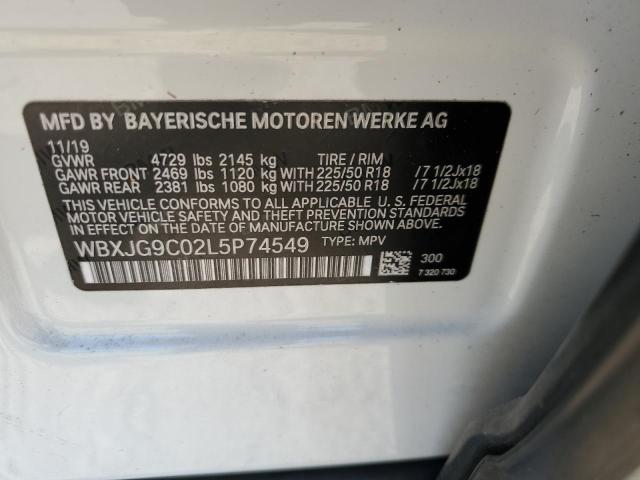 MFD BY BAYERISCHE MOTOREN WERKE AG
11/19
GVWR 4729 lbs 2145 kg TIRE / RIM
GAWR FRONT 2469 lbs 1120 kg WITH 225/50 R18 /7 1/2Jx18
GAWR REAR 2381 lbs 1080 kg WITH 225/50 R18 /7 1/2Jx18
THIS VEHICLE CONFORMS TO ALL APPLICABLE U. S. FEDERAL
MOTOR VEHICLE SAFETY, BUMPER, AND THEFT PREVENTION STANDARDS
IN EFFECT ON THE DATE OF MANUFACTURE SHOWN ABOVE.
WBXJG9C02L5P74549 TYPE: MPV
300
7 320 730